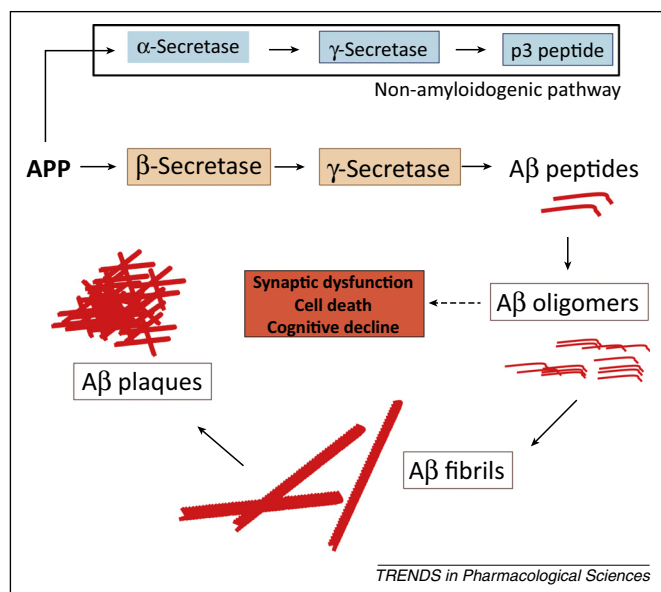 α-Secretase
γ-Secretase
p3 peptide
Non-amyloidogenic pathway
APP
β-Secretase
γ-Secretase
Aβ peptides
Synaptic dysfunction
Cell death
Cognitive decline
Aβ oligomers
Aβ plaques
Aβ fibrils
TRENDS in Pharmacological Sciences